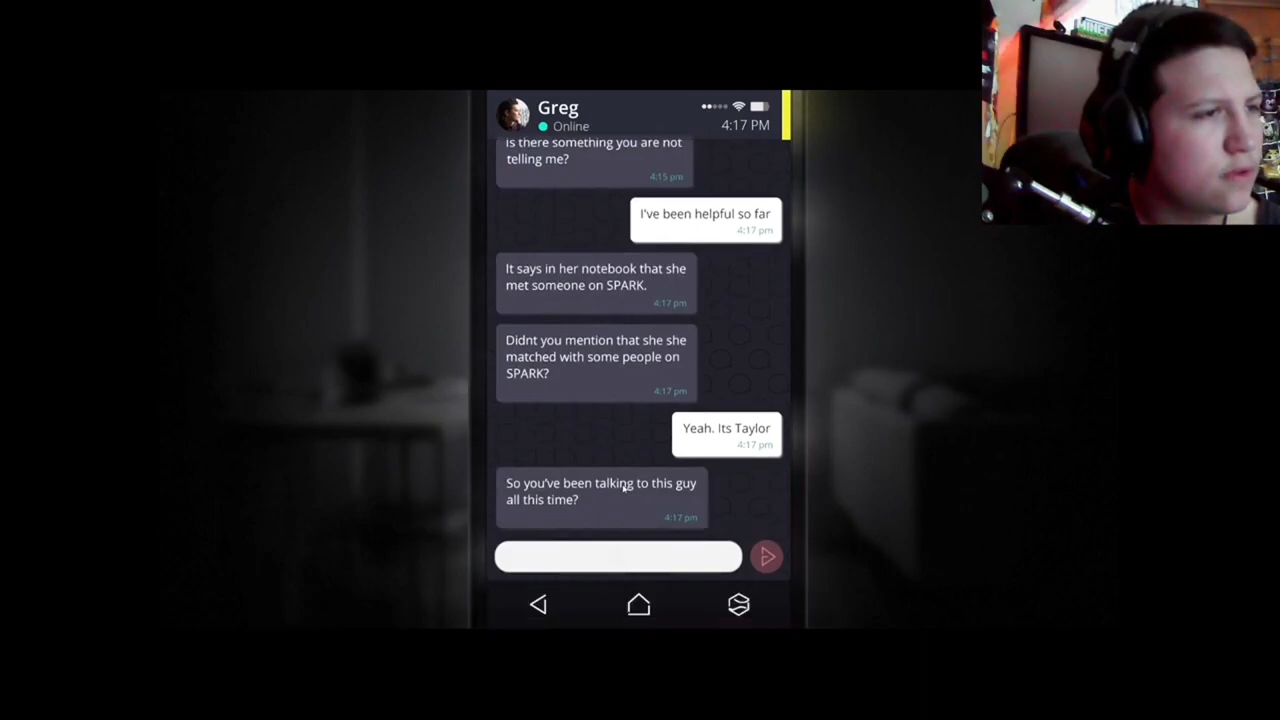 MINEC
Greg
Online
4:17 PM
Is there something you are not
telling me?
4:15 pm
I've been helpful so far
4:17 pm
It says in her notebook that she
met someone on SPARK.
4:17 pm
Didnt you mention that she she
matched with some people on
SPARK?
4:17 pm
Yeah. Its Taylor
4:17 pm
So you've been talking to this guy
all this time?
4:17 pm